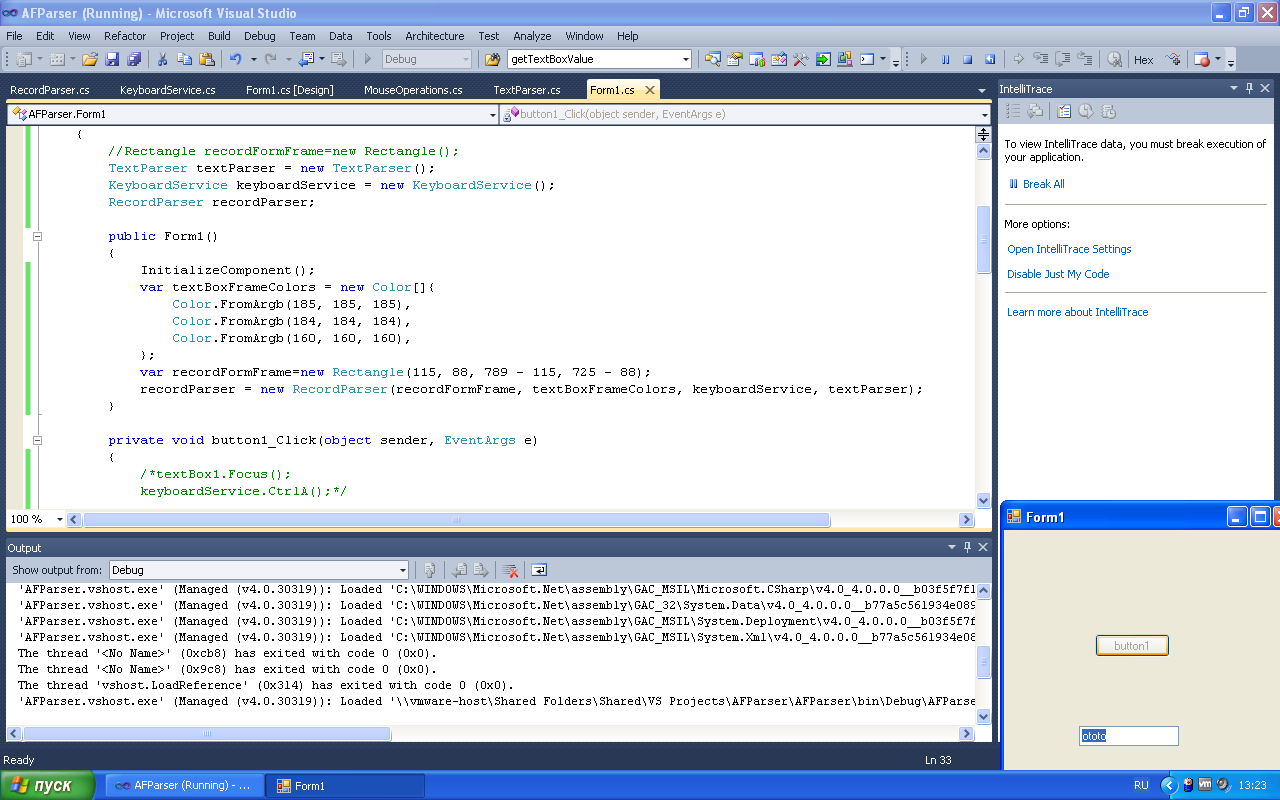 AFParser (Running) - Microsoft Visual Studio
File Edit View Refactor Project Build Debug Team Data Tools Architecture Test Analyze Window Help
Debug getTextBoxValue Hex
RecordParser.cs KeyboardService.cs Form1.cs [Design] MouseOperations.cs TextParser.cs Form1.cs
AFParser.Form1 button1_Click(object sender, EventArgs e)
{
//Rectangle recordFormFrame=new Rectangle();
TextParser textParser = new TextParser();
KeyboardService keyboardService = new KeyboardService();
RecordParser recordParser;
public Form1()
{
InitializeComponent();
var textBoxFrameColors = new Color[]{
Color.FromArgb(185, 185, 185),
Color.FromArgb(184, 184, 184),
Color.FromArgb(160, 160, 160),
};
var recordFormFrame=new Rectangle(115, 88, 789 - 115, 725 - 88);
recordParser = new RecordParser(recordFormFrame, textBoxFrameColors, keyboardService, textParser);
}
private void button1_Click(object sender, EventArgs e)
{
/*textBox1.Focus();
keyboardService.CtrlA();*/
100 %
IntelliTrace
To view IntelliTrace data, you must break execution of
your application.
Break All
More options:
Open IntelliTrace Settings
Disable Just My Code
Learn more about IntelliTrace
Output
Show output from: Debug
'AFParser.vshost.exe' (Managed (v4.0.30319)): Loaded 'C:\WINDOWS\Microsoft.Net\assembly\GAC_MSIL\Microsoft.CSharp\v4.0_4.0.0.0__b03f5f7f1
'AFParser.vshost.exe' (Managed (v4.0.30319)): Loaded 'C:\WINDOWS\Microsoft.Net\assembly\GAC_32\System.Data\v4.0_4.0.0.0__b77a5c561934e089
'AFParser.vshost.exe' (Managed (v4.0.30319)): Loaded 'C:\WINDOWS\Microsoft.Net\assembly\GAC_MSIL\System.Deployment\v4.0_4.0.0.0__b03f5f7f
'AFParser.vshost.exe' (Managed (v4.0.30319)): Loaded 'C:\WINDOWS\Microsoft.Net\assembly\GAC_MSIL\System.Xml\v4.0_4.0.0.0__b77a5c561934e08
The thread '<No Name>' (0xcb8) has exited with code 0 (0x0).
The thread '<No Name>' (0x9c8) has exited with code 0 (0x0).
The thread 'vshost.LoadReference' (0x314) has exited with code 0 (0x0).
'AFParser.vshost.exe' (Managed (v4.0.30319)): Loaded '\\vmware-host\Shared Folders\Shared\VS Projects\AFParser\AFParser\bin\Debug\AFParse
Form1
button1
ototo
Ready Ln 33
пуск AFParser (Running) - ... Form1 RU 13:23